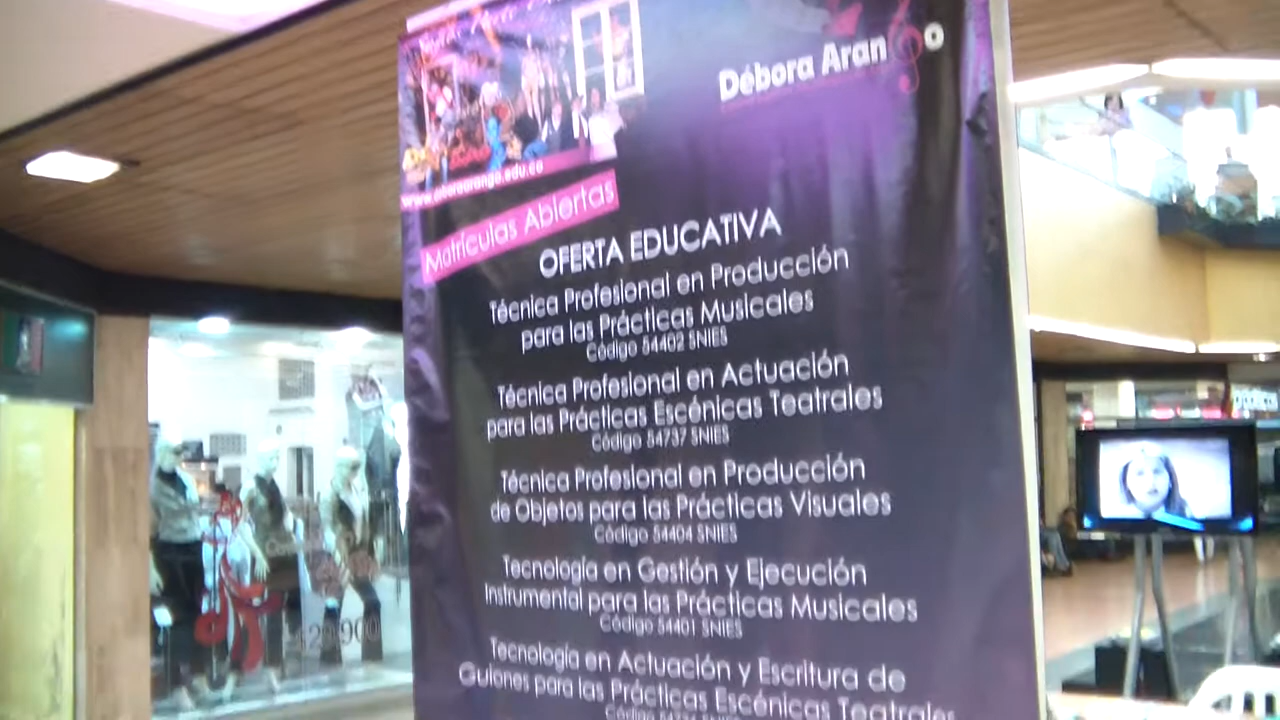 Débora Arango
www.deboraarango.edu.co
Matrículas Abiertas
OFERTA EDUCATIVA
Técnica Profesional en Producción
para las Prácticas Musicales
Código 54402 SNIES
Técnica Profesional en Actuación
para las Prácticas Escénicas Teatrales
Código 54737 SNIES
Técnica Profesional en Producción
de Objetos para las Prácticas Visuales
Código 54404 SNIES
Tecnología en Gestión y Ejecución
Instrumental para las Prácticas Musicales
Código 54401 SNIES
Tecnología en Actuación y Escritura de
Guiones para las Prácticas Escénicas Teatrales
Código